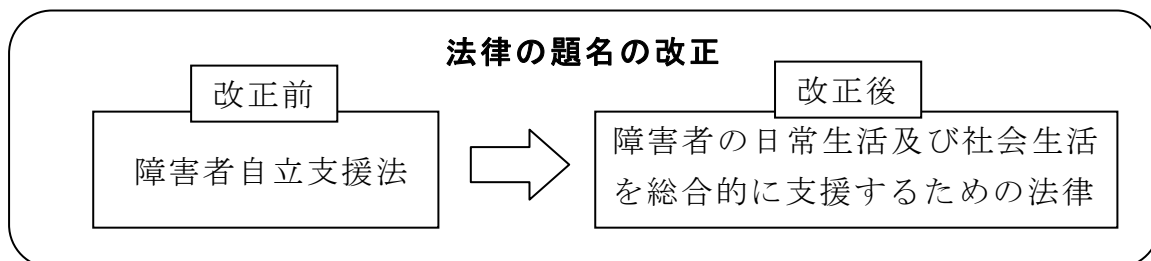 法律の題名の改正
改正前
障害者自立支援法
改正後
障害者の日常生活及び社会生活
を総合的に支援するための法律